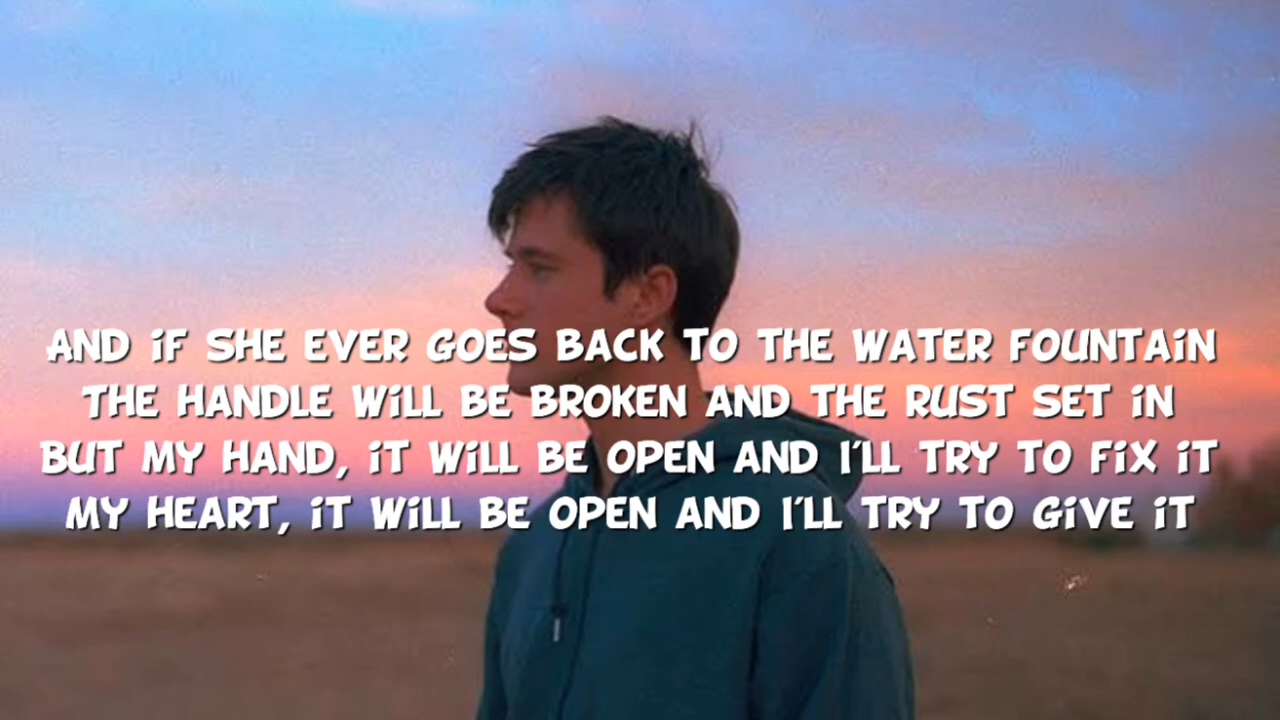 AND iF SHE EVER GOES BACK TO THE WATER FOUNTAiN
THE HANDLE WiLL BE BROKEN AND THE RUST SET iN
BUT MY HAND, iT WiLL BE OPEN AND I'LL TRY TO FiX iT
MY HEART, iT WiLL BE OPEN AND I'LL TRY TO GiVE iT